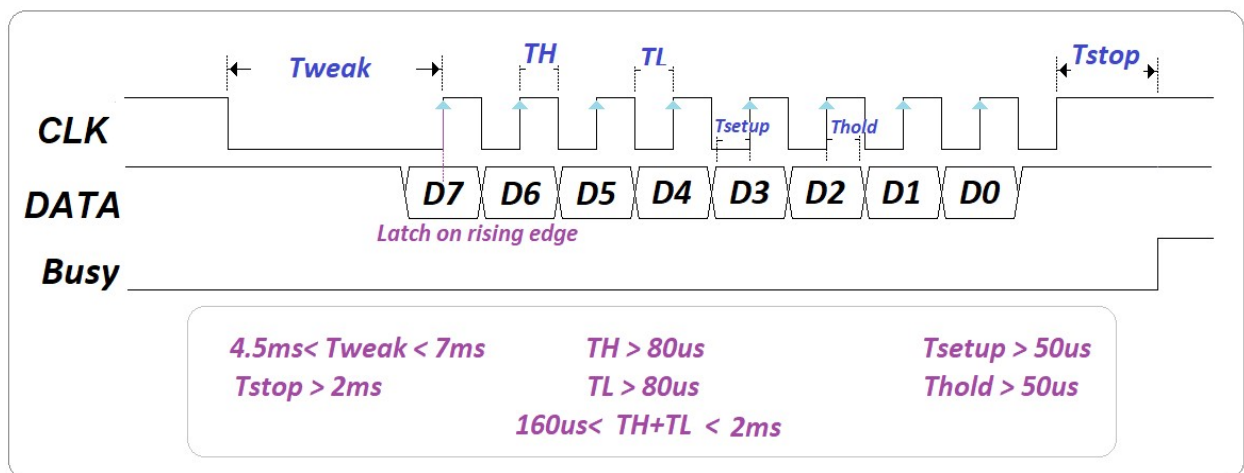 Tweak TH TL Tstop
CLK Tsetup Thold
DATA D7 D6 D5 D4 D3 D2 D1 D0
Latch on rising edge
Busy
4.5ms< Tweak < 7ms TH > 80us Tsetup > 50us
Tstop > 2ms TL > 80us Thold > 50us
160us< TH+TL < 2ms